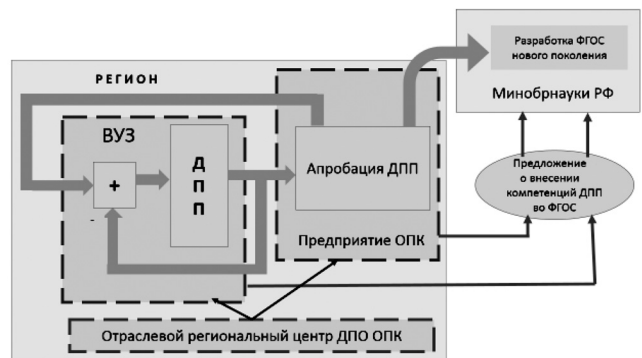 РЕГИОН
ВУЗ
+
Д
П
П
Апробация ДПП
Предприятие ОПК
Отраслевой региональный центр ДПО ОПК
Разработка ФГОС
нового поколения
Минобрнауки РФ
Предложение
о внесении
компетенций ДПП
во ФГОС